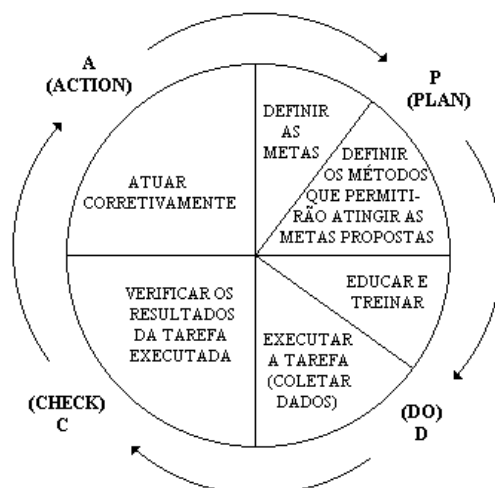 A
(ACTION)
P
(PLAN)
DEFINIR
AS
METAS
DEFINIR
OS MÉTODOS
QUE PERMITI-
RÃO ATINGIR AS
METAS PROPOSTAS
EDUCAR E
TREINAR
EXECUTAR
A TAREFA
(COLETAR
DADOS)
(DO)
D
VERIFICAR OS
RESULTADOS
DA TAREFA
EXECUTADA
(CHECK)
C
ATUAR
CORRETIVAMENTE